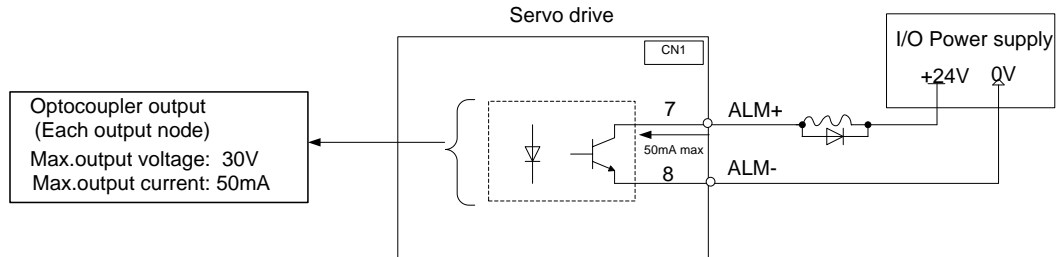 Servo drive
CN1
I/O Power supply
+24V 0V
Optocoupler output
(Each output node)
Max.output voltage: 30V
Max.output current: 50mA
7 ALM+
50mA max
8 ALM-